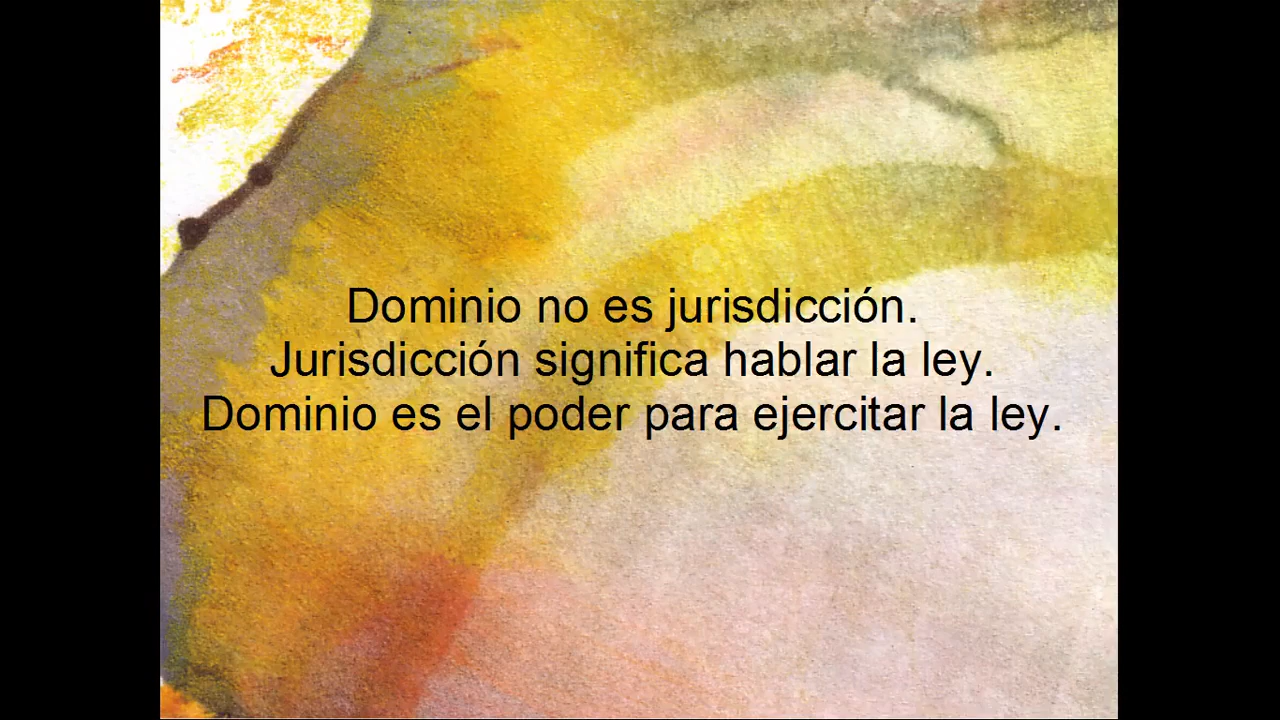 Dominio no es jurisdicción.
Jurisdicción significa hablar la ley.
Dominio es el poder para ejercitar la ley.